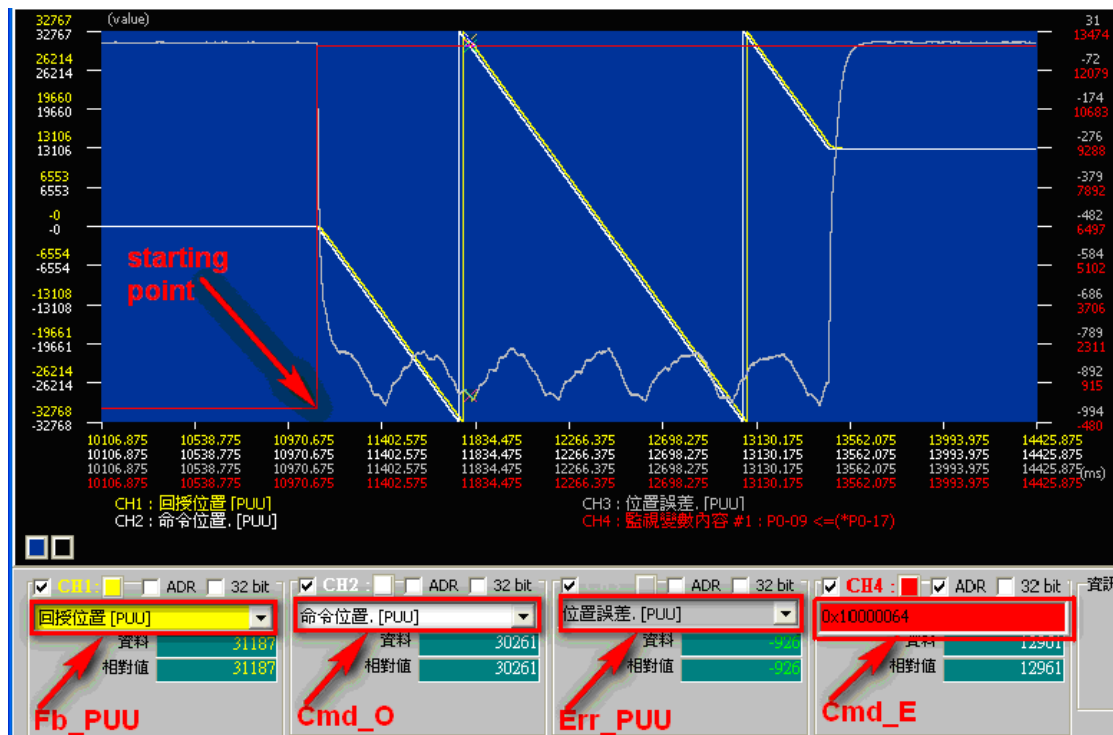 (value)
32767
32767
26214
26214
19660
19660
13106
13106
6553
6553
-0
-0
-6554
-6554
-13108
-13108
-19661
-19661
-26214
-26214
-32768
-32768
31
13474
-72
12079
-174
10683
-276
9288
-379
7892
-482
6497
-584
5102
-686
3706
-789
2311
-892
915
-994
-480
starting
point
10106.875 10538.775 10970.675 11402.575 11834.475 12266.375 12698.275 13130.175 13562.075 13993.975 14425.875
10106.875 10538.775 10970.675 11402.575 11834.475 12266.375 12698.275 13130.175 13562.075 13993.975 14425.875
10106.875 10538.775 10970.675 11402.575 11834.475 12266.375 12698.275 13130.175 13562.075 13993.975 14425.875 (ms)
10106.875 10538.775 10970.675 11402.575 11834.475 12266.375 12698.275 13130.175 13562.075 13993.975 14425.875
CH1 : 回授位置 [PUU] CH3 : 位置誤差. [PUU]
CH2 : 命令位置. [PUU] CH4 : 監視變數內容 #1 : P0-09 <=(*P0-17)
CH1 : ADR 32 bit
回授位置 [PUU]
資料 31187
相對值 31187
Fb_PUU
CH2 : ADR 32 bit
命令位置. [PUU]
資料 30261
相對值 30261
Cmd_O
ADR 32 bit
位置誤差. [PUU]
資料 -926
相對值 -926
Err_PUU
CH4 : ADR 32 bit
0x10000064
資料 12961
相對值 12961
Cmd_E